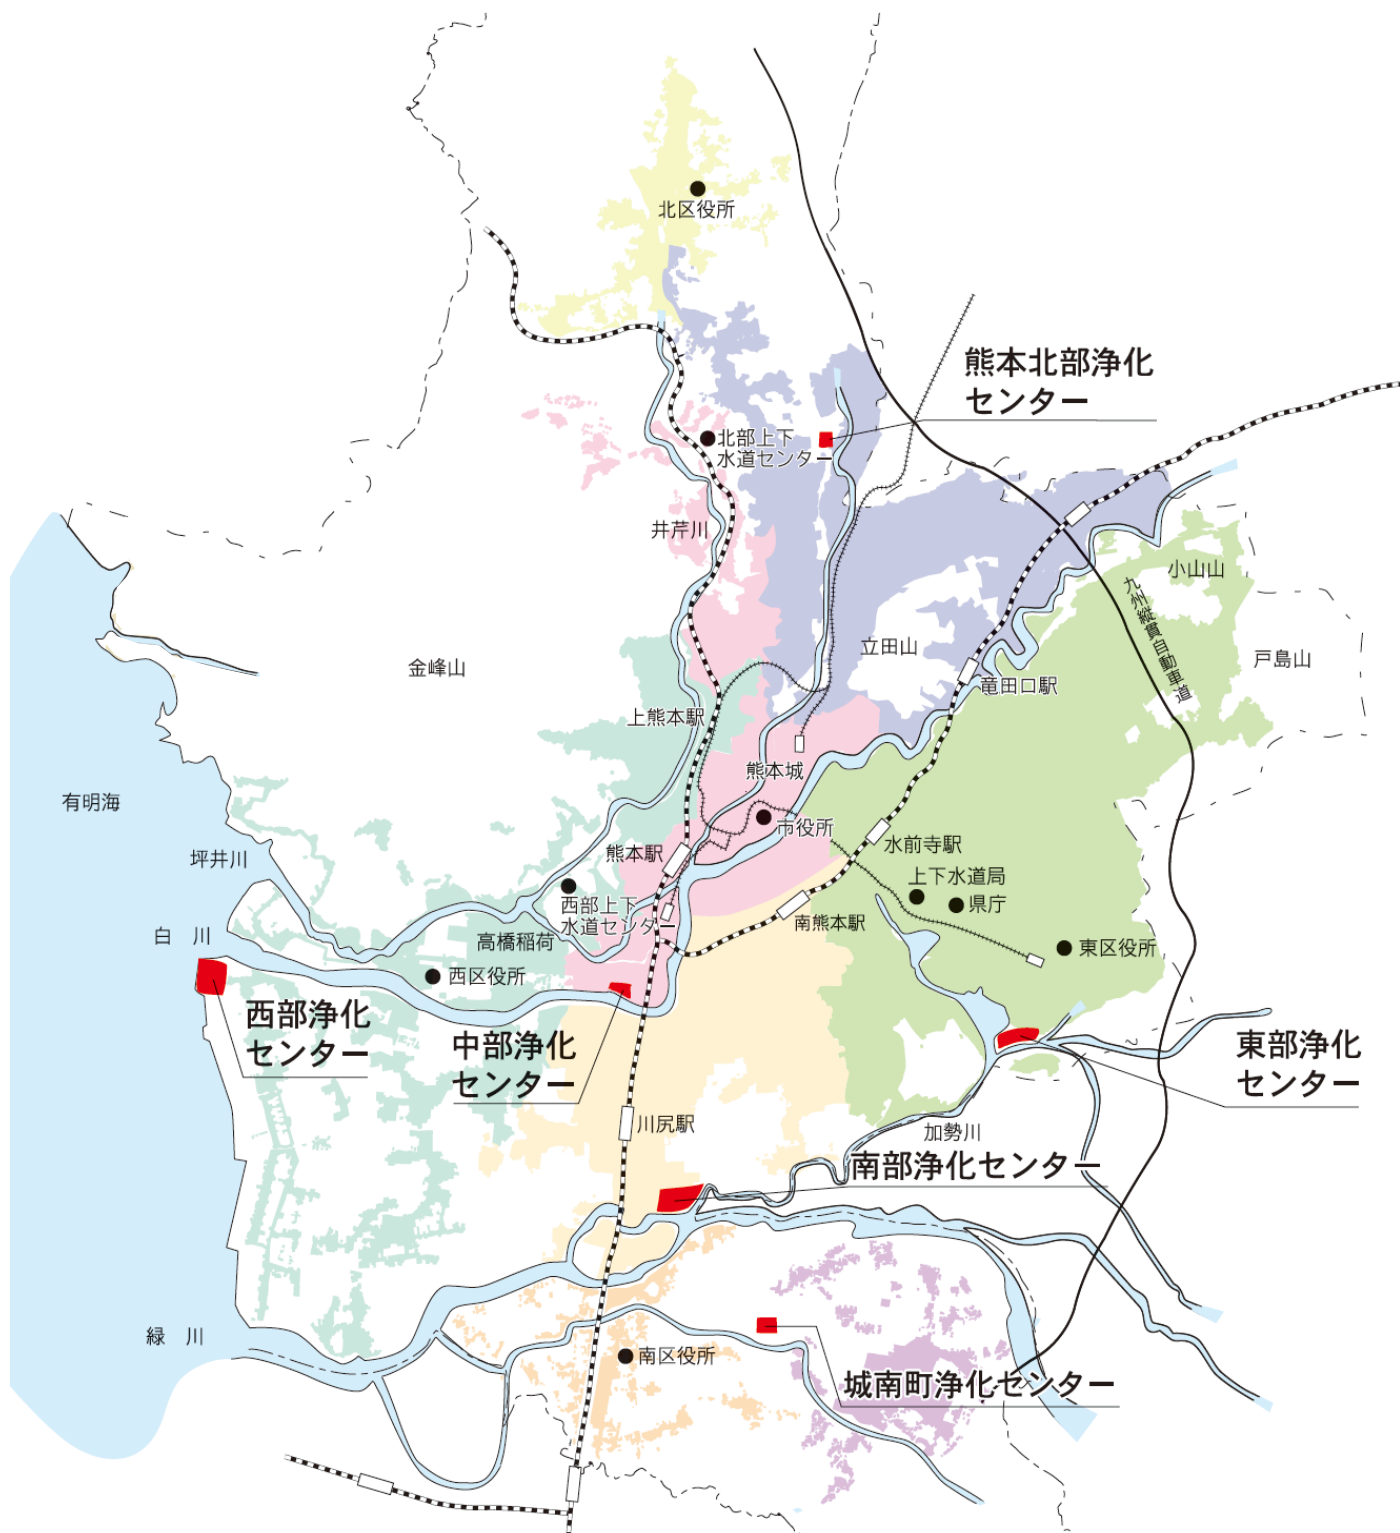 北区役所
熊本北部浄化
センター
北部上下
水道センター
井芹川
小山山
九州縦貫自動車道
立田山
戸島山
金峰山
竜田口駅
上熊本駅
熊本城
有明海
市役所
水前寺駅
坪井川
熊本駅
上下水道局
県庁
西部上下
水道センター
南熊本駅
白 川
高橋稲荷
東区役所
西区役所
西部浄化
センター
中部浄化
センター
東部浄化
センター
川尻駅
加勢川
南部浄化センター
緑 川
南区役所
城南町浄化センター